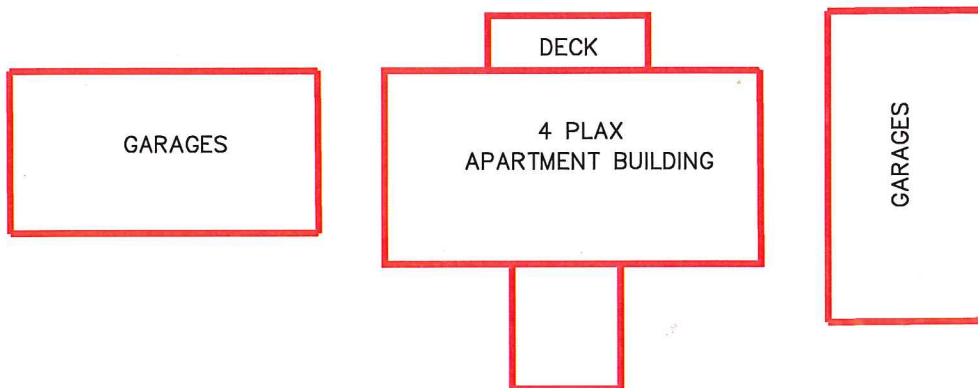 DECK
GARAGES
4 PLAX
APARTMENT BUILDING
GARAGES